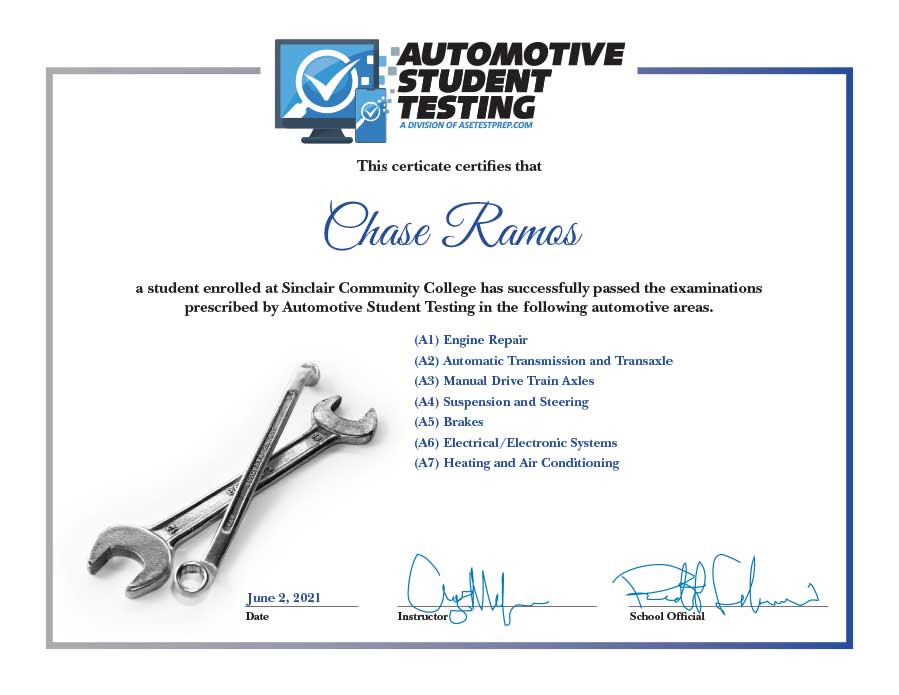 AUTOMOTIVE
STUDENT
TESTING
A DIVISION OF ASETESTPREP.COM
This certicate certifies that
Chase Ramos
a student enrolled at Sinclair Community College has successfully passed the examinations
prescribed by Automotive Student Testing in the following automotive areas.
(A1) Engine Repair
(A2) Automatic Transmission and Transaxle
(A3) Manual Drive Train Axles
(A4) Suspension and Steering
(A5) Brakes
(A6) Electrical/Electronic Systems
(A7) Heating and Air Conditioning
June 2, 2021
Date
Instructor
School Official